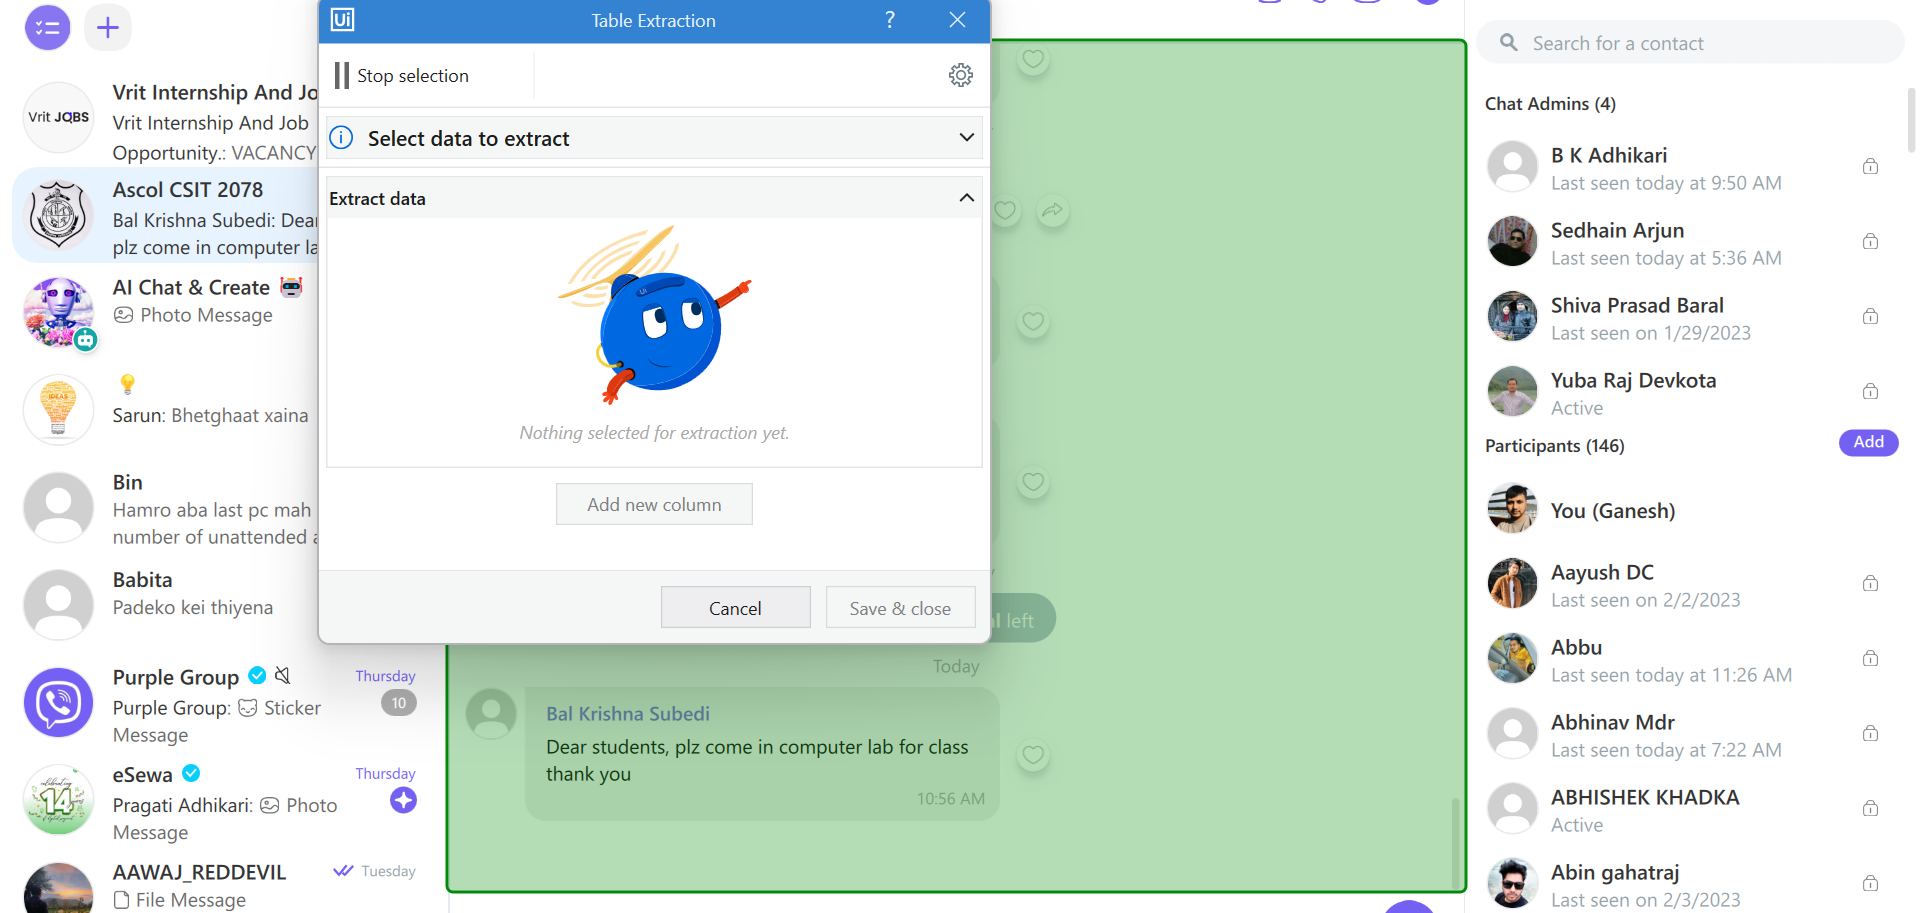 Vrit JOBS
Vrit Internship And Jo
Vrit Internship And Job
Opportunity.: VACANCY
Ascol CSIT 2078
Bal Krishna Subedi: Dear
plz come in computer la
AI Chat & Create 🤖
Photo Message
IDEAS
💡
Sarun: Bhetghaat xaina
Bin
Hamro aba last pc mah
number of unattended a
Babita
Padeko kei thiyena
Purple Group
Thursday
Purple Group: Sticker
Message
10
eSewa
Thursday
14
Pragati Adhikari: Photo
Message
AAWAJ_REDDEVIL
Tuesday
File Message
Ui
Table Extraction
?
Stop selection
Select data to extract
Extract data
Ui
Nothing selected for extraction yet.
Add new column
Cancel
Save & close
l left
Today
Bal Krishna Subedi
Dear students, plz come in computer lab for class
thank you
10:56 AM
Search for a contact
Chat Admins (4)
B K Adhikari
Last seen today at 9:50 AM
Sedhain Arjun
Last seen today at 5:36 AM
Shiva Prasad Baral
Last seen on 1/29/2023
Yuba Raj Devkota
Active
Participants (146)
Add
You (Ganesh)
Aayush DC
Last seen on 2/2/2023
Abbu
Last seen today at 11:26 AM
Abhinav Mdr
Last seen today at 7:22 AM
ABHISHEK KHADKA
Active
Abin gahatraj
Last seen on 2/3/2023